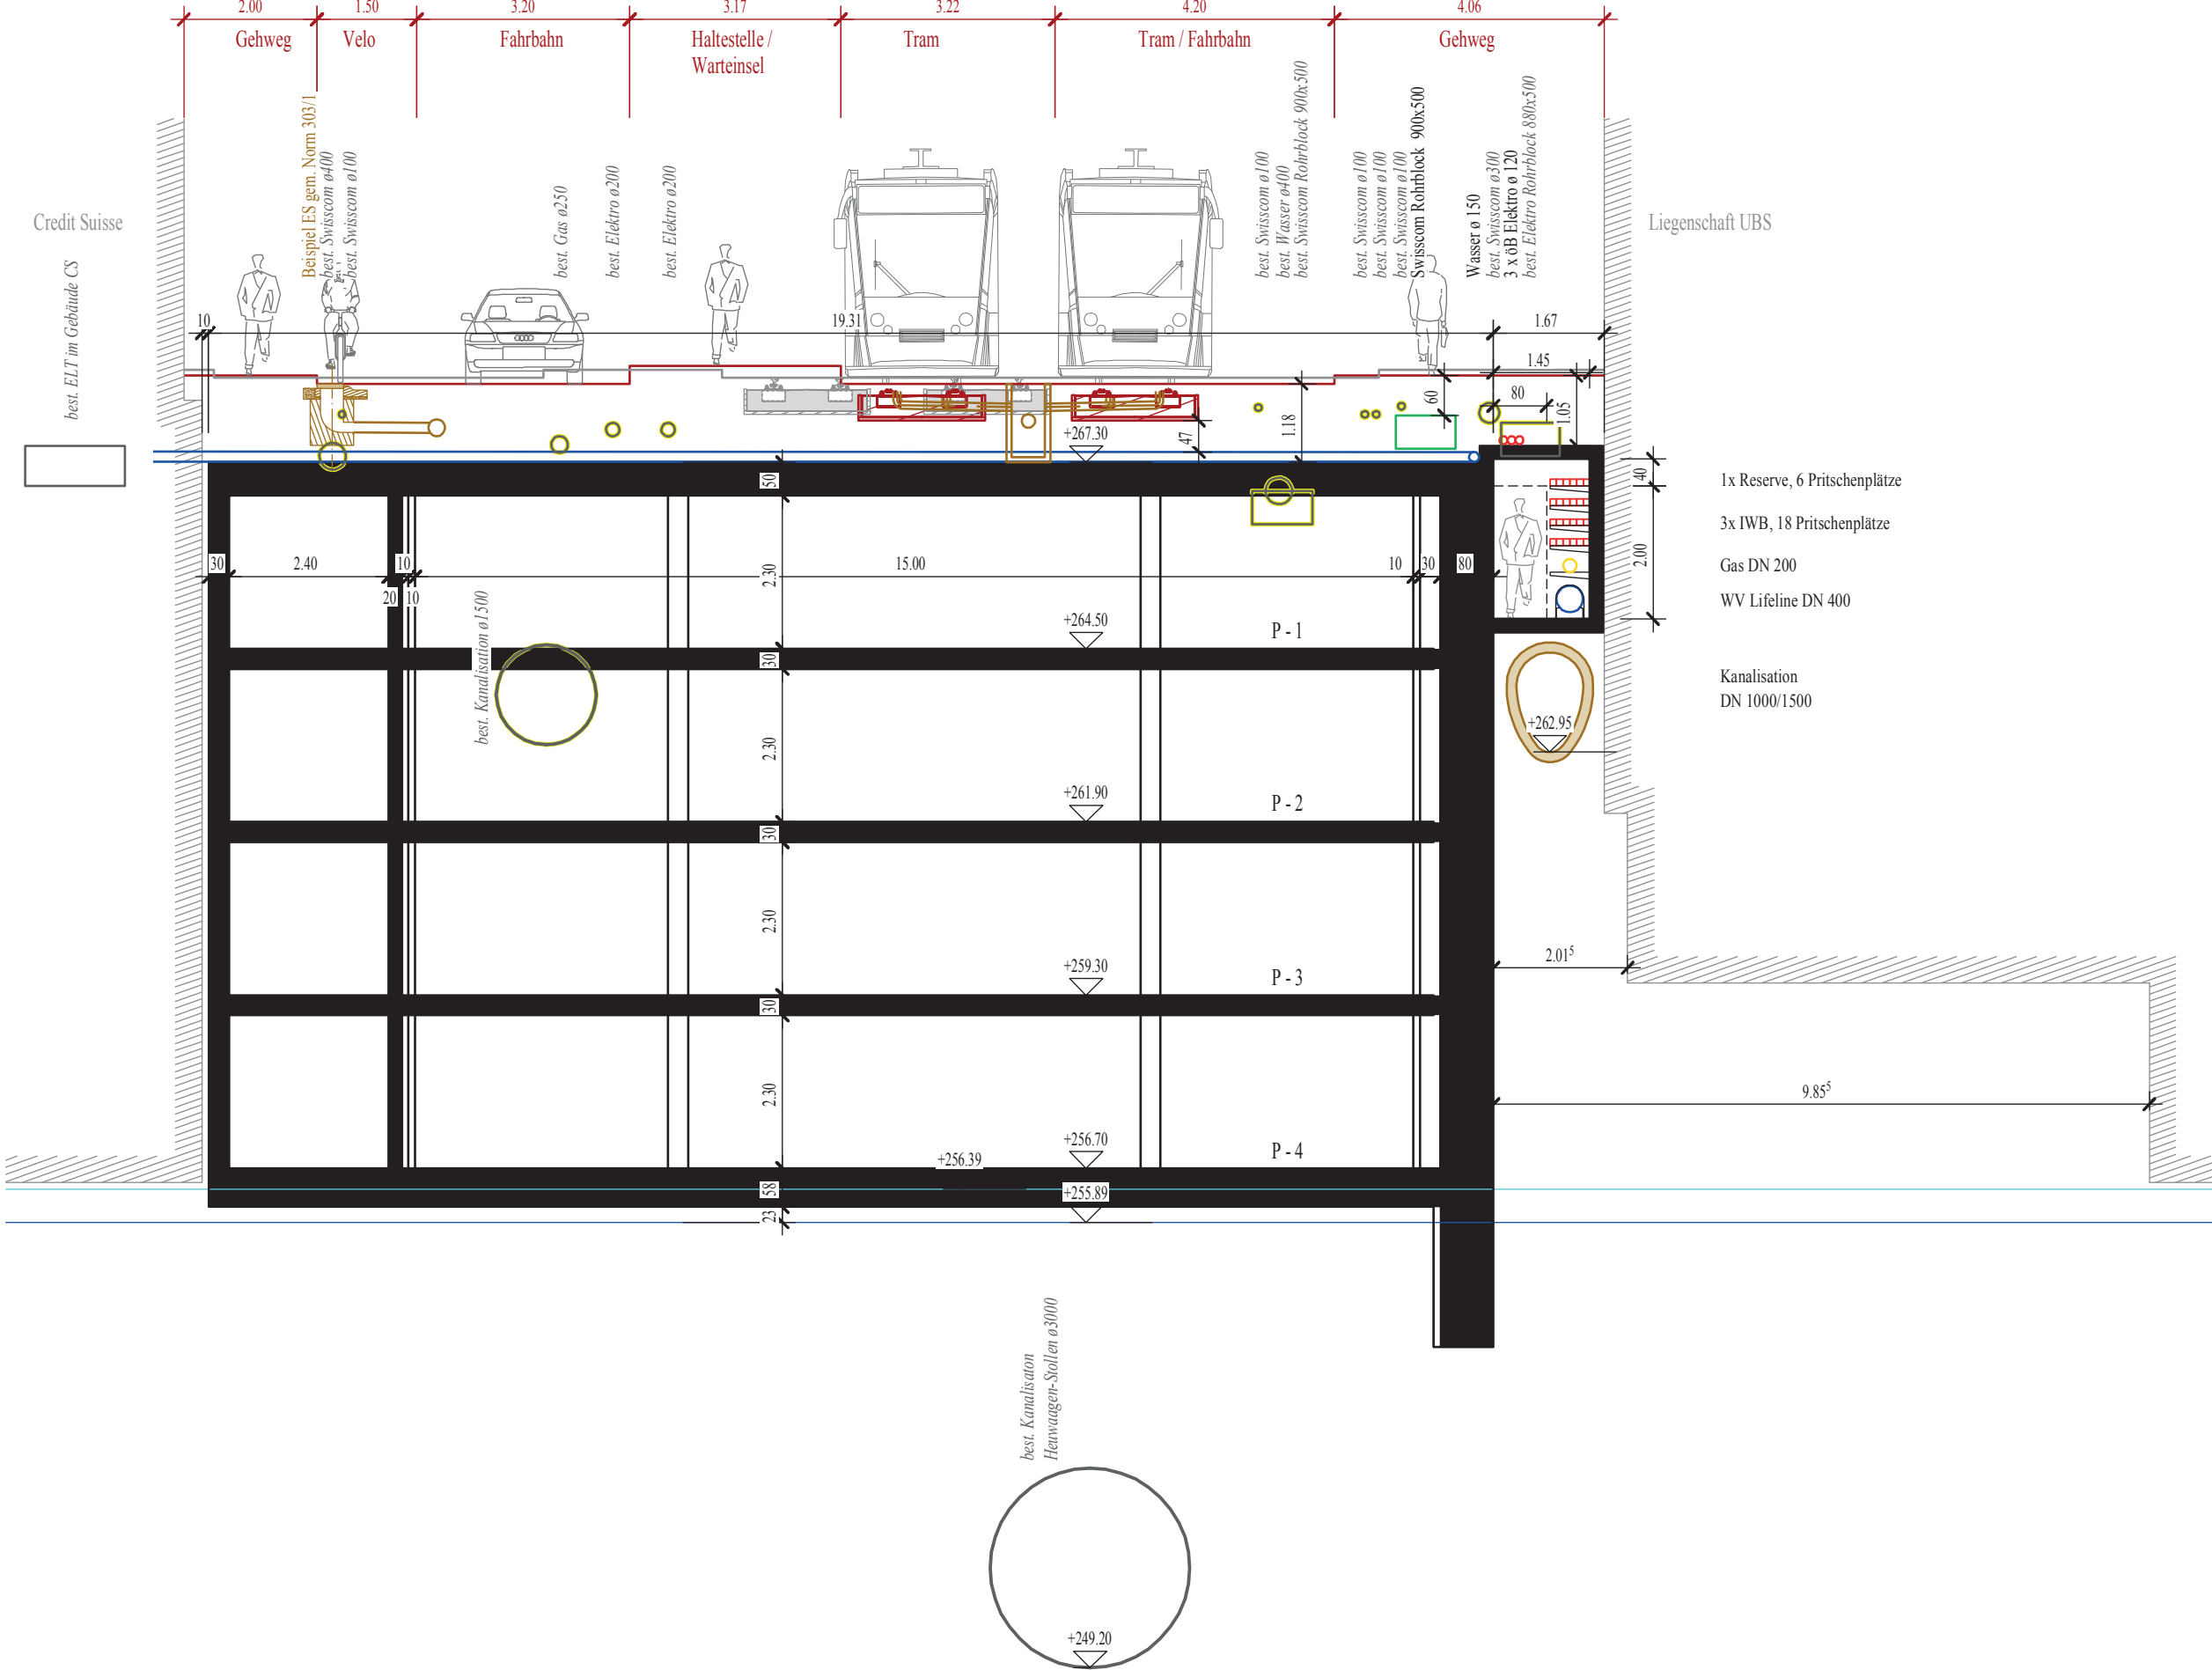 2.00
1.50
3.20
3.17
3.22
4.20
4.06
Gehweg
Velo
Fahrbahn
Haltestelle /
Warteinsel
Tram
Tram / Fahrbahn
Gehweg
Credit Suisse
best. ELT im Gebäude CS
Beispiel ES gem. Norm 303/1
best. Swisscom ø400
best. Swisscom ø100
best. Gas ø250
best. Elektro ø200
best. Elektro ø200
best. Swisscom ø100
best. Wasser ø400
best. Swisscom Rohrblock 900x500
best. Swisscom ø100
best. Swisscom ø100
best. Swisscom ø100
Swisscom Rohrblock 900x500
Wasser ø 150
best. Swisscom ø300
3 x öB Elektro ø 120
best. Elektro Rohrblock 880x500
Liegenschaft UBS
10
19.31
1.67
1.45
60
80
1.05
1.18
47
+267.30
50
40
1x Reserve, 6 Pritschenplätze
3x IWB, 18 Pritschenplätze
Gas DN 200
WV Lifeline DN 400
2.00
30
2.40
10
20
10
15.00
2.30
10
30
80
best. Kanalisation ø1500
+264.50
P - 1
30
Kanalisation
DN 1000/1500
+262.95
2.30
+261.90
P - 2
30
2.30
+259.30
P - 3
2.01⁵
30
2.30
9.85⁵
+256.70
P - 4
+256.39
58
+255.89
23
best. Kanalisaton
Heuwaagen-Stollen ø3000
+249.20